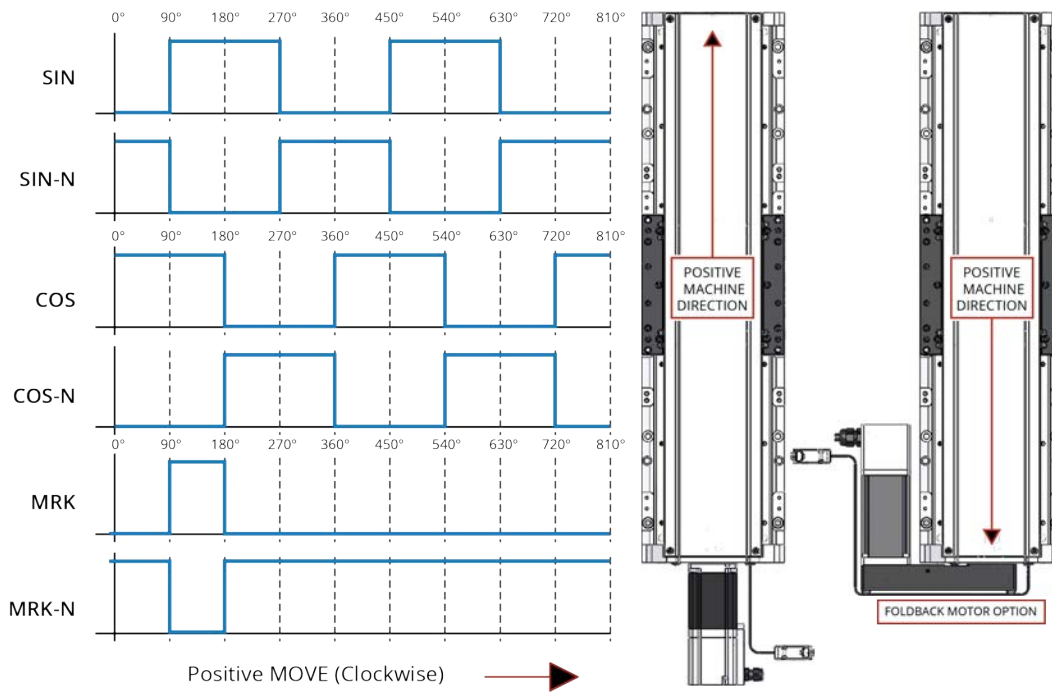 0° 90° 180° 270° 360° 450° 540° 630° 720° 810°
SIN
SIN-N
0° 90° 180° 270° 360° 450° 540° 630° 720° 810°
COS
COS-N
0° 90° 180° 270° 360° 450° 540° 630° 720° 810°
MRK
MRK-N
Positive MOVE (Clockwise)
POSITIVE
MACHINE
DIRECTION
POSITIVE
MACHINE
DIRECTION
FOLDBACK MOTOR OPTION